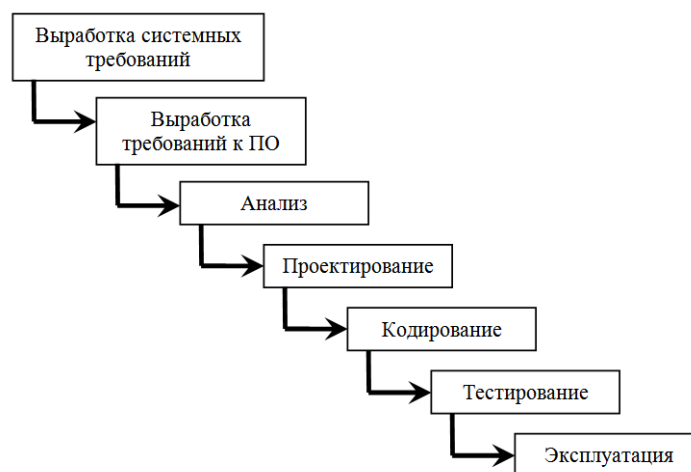 Выработка системных
требований
Выработка
требований к ПО
Анализ
Проектирование
Кодирование
Тестирование
Эксплуатация